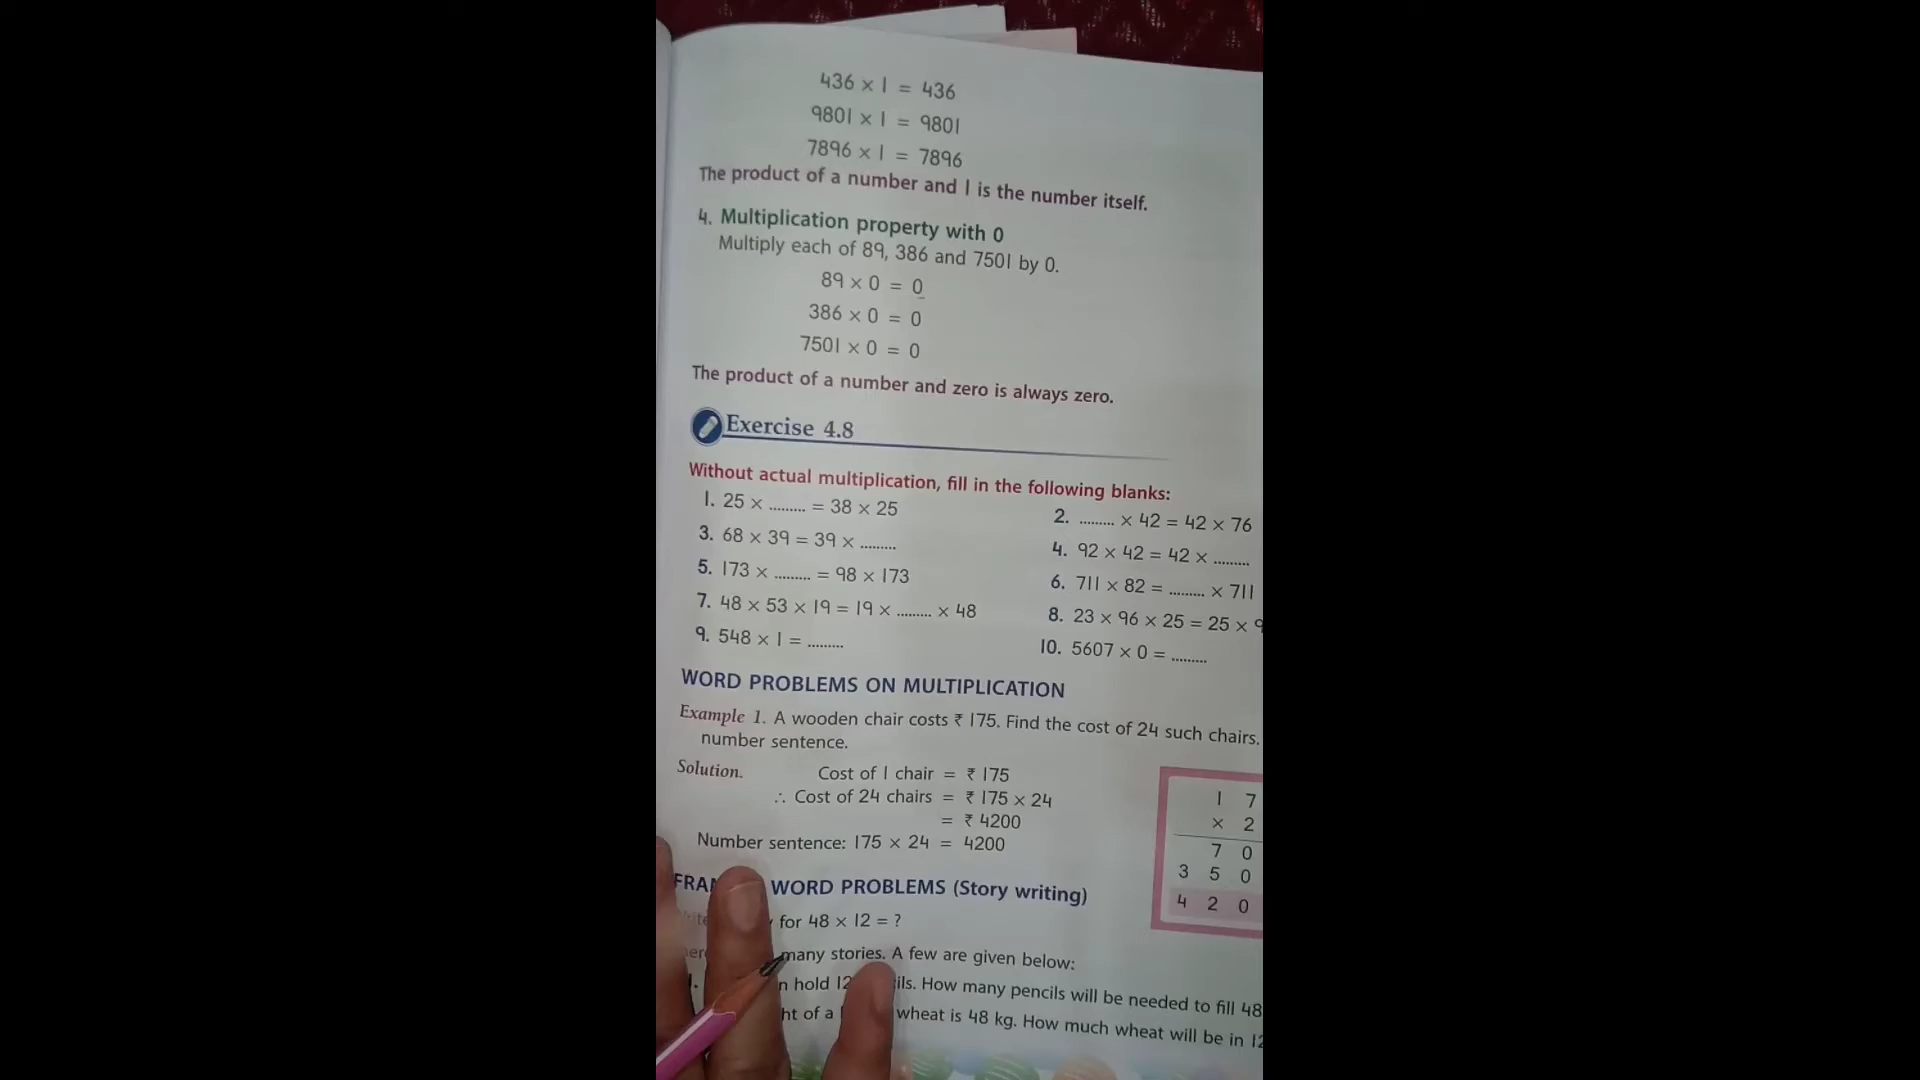 436 × 1 = 436
9801 × 1 = 9801
7896 × 1 = 7896
The product of a number and 1 is the number itself.
4. Multiplication property with 0
Multiply each of 89, 386 and 7501 by 0.
89 × 0 = 0
386 × 0 = 0
7501 × 0 = 0
The product of a number and zero is always zero.
Exercise 4.8
Without actual multiplication, fill in the following blanks:
1. 25 × ......... = 38 × 25
2. ......... × 42 = 42 × 76
3. 68 × 39 = 39 × .........
4. 92 × 42 = 42 × .........
5. 173 × ......... = 98 × 173
6. 711 × 82 = ......... × 711
7. 48 × 53 × 19 = 19 × ......... × 48
8. 23 × 96 × 25 = 25 ×
9. 548 × 1 = .........
10. 5607 × 0 = .........
WORD PROBLEMS ON MULTIPLICATION
Example 1. A wooden chair costs ₹ 175. Find the cost of 24 such chairs.
number sentence.
Solution. Cost of 1 chair = ₹ 175
∴ Cost of 24 chairs = ₹ 175 × 24
= ₹ 4200
Number sentence: 175 × 24 = 4200
1 7
× 2
7 0
3 5 0
4 2 0
WORD PROBLEMS (Story writing)
for 48 × 12 = ?
many stories. A few are given below:
hold 12 How many pencils will be needed to fill 48
of a wheat is 48 kg. How much wheat will be in 12